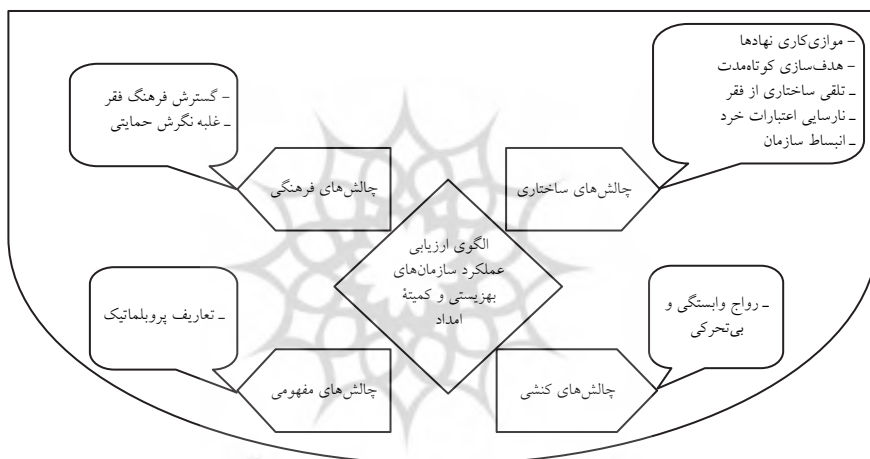 - موازی‌کاری نهادها
- هدف‌سازی کوتاه‌مدت
ـ تلقی ساختاری از فقر
ـ نارسایی اعتبارات خرد
ـ انبساط سازمان
- گسترش فرهنگ فقر
ـ غلبه نگرش حمایتی
چالش‌های ساختاری
چالش‌های فرهنگی
الگوی ارزیابی
عملکرد سازمان‌های
بهزیستی و کمیتۀ
امداد
ـ رواج وابستگی و
بی‌تحرکی
ـ تعاریف پروبلماتیک
چالش‌های کنشی
چالش‌های مفهومی